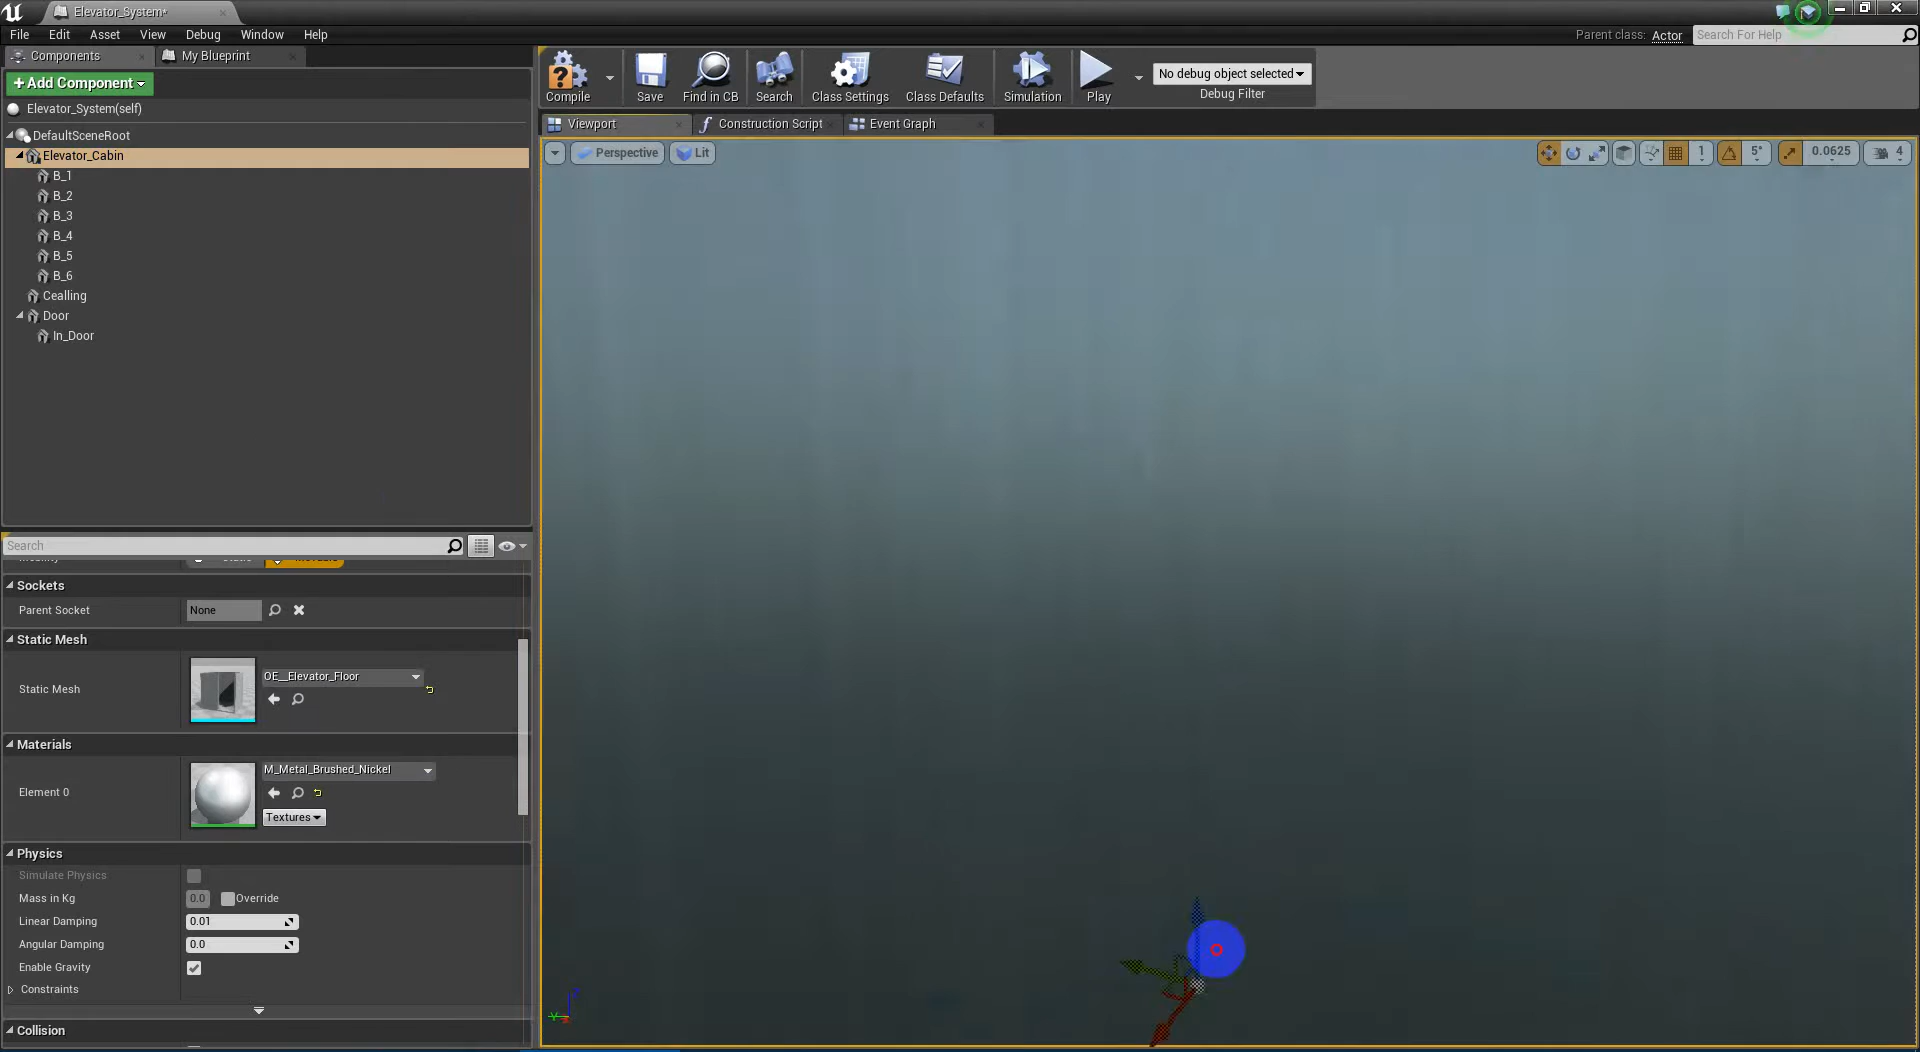 Elevator_System*
File Edit Asset View Debug Window Help
Parent class: Actor Search For Help
Components My Blueprint
+Add Component
Elevator_System(self)
DefaultSceneRoot
Elevator_Cabin
B_1
B_2
B_3
B_4
B_5
B_6
Cealling
Door
In_Door
Compile Save Find in CB Search Class Settings Class Defaults Simulation Play
No debug object selected
Debug Filter
Viewport Construction Script Event Graph
Perspective Lit
1 5° 0.0625 4
Search
Sockets
Parent Socket None
Static Mesh
Static Mesh OE__Elevator_Floor
Materials
Element 0 M_Metal_Brushed_Nickel
Textures
Physics
Simulate Physics
Mass in Kg 0.0 Override
Linear Damping 0.01
Angular Damping 0.0
Enable Gravity
Constraints
Collision